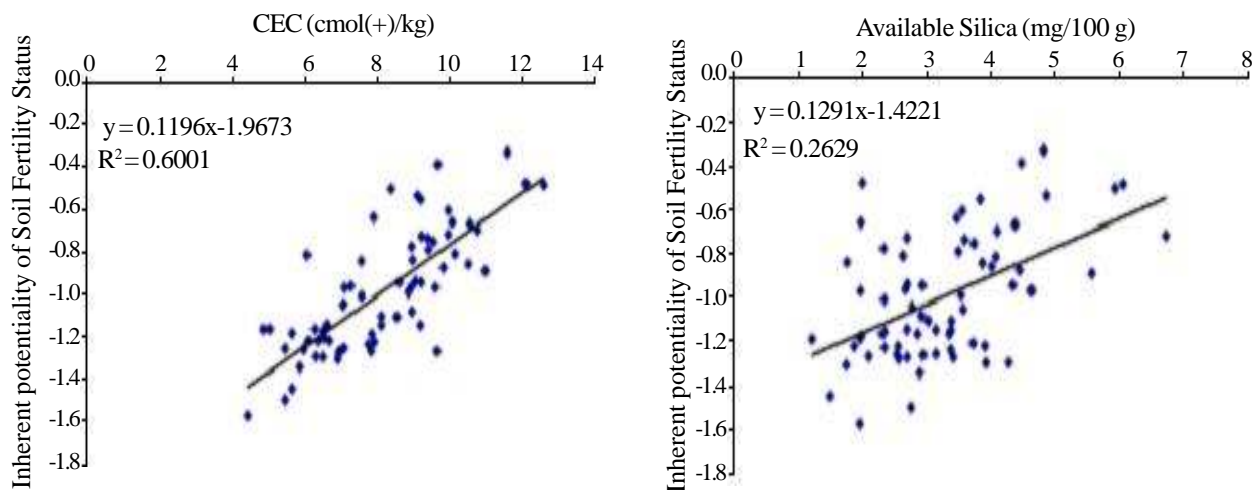 CEC (cmol(+)/kg)
0 2 4 6 8 10 12 14
Inherent potentiality of Soil Fertility Status
0.0
-0.2
-0.4
-0.6
-0.8
-1.0
-1.2
-1.4
-1.6
-1.8
y=0.1196x-1.9673
R²=0.6001
Available Silica (mg/100 g)
0 1 2 3 4 5 6 7 8
Inherent potentiality of Soil Fertility Status
0.0
-0.2
-0.4
-0.6
-0.8
-1.0
-1.2
-1.4
-1.6
-1.8
y=0.1291x-1.4221
R²=0.2629